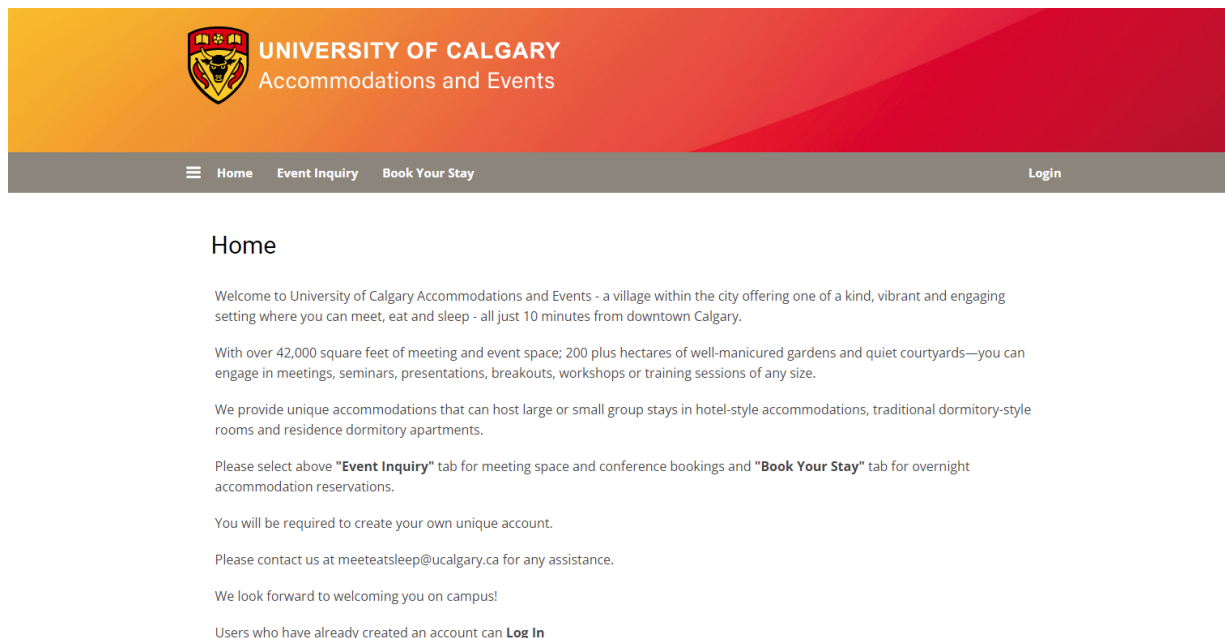 UNIVERSITY OF CALGARY
Accommodations and Events
Home Event Inquiry Book Your Stay Login
Home
Welcome to University of Calgary Accommodations and Events - a village within the city offering one of a kind, vibrant and engaging
setting where you can meet, eat and sleep - all just 10 minutes from downtown Calgary.
With over 42,000 square feet of meeting and event space; 200 plus hectares of well-manicured gardens and quiet courtyards—you can
engage in meetings, seminars, presentations, breakouts, workshops or training sessions of any size.
We provide unique accommodations that can host large or small group stays in hotel-style accommodations, traditional dormitory-style
rooms and residence dormitory apartments.
Please select above "Event Inquiry" tab for meeting space and conference bookings and "Book Your Stay" tab for overnight
accommodation reservations.
You will be required to create your own unique account.
Please contact us at meeteatsleep@ucalgary.ca for any assistance.
We look forward to welcoming you on campus!
Users who have already created an account can Log In